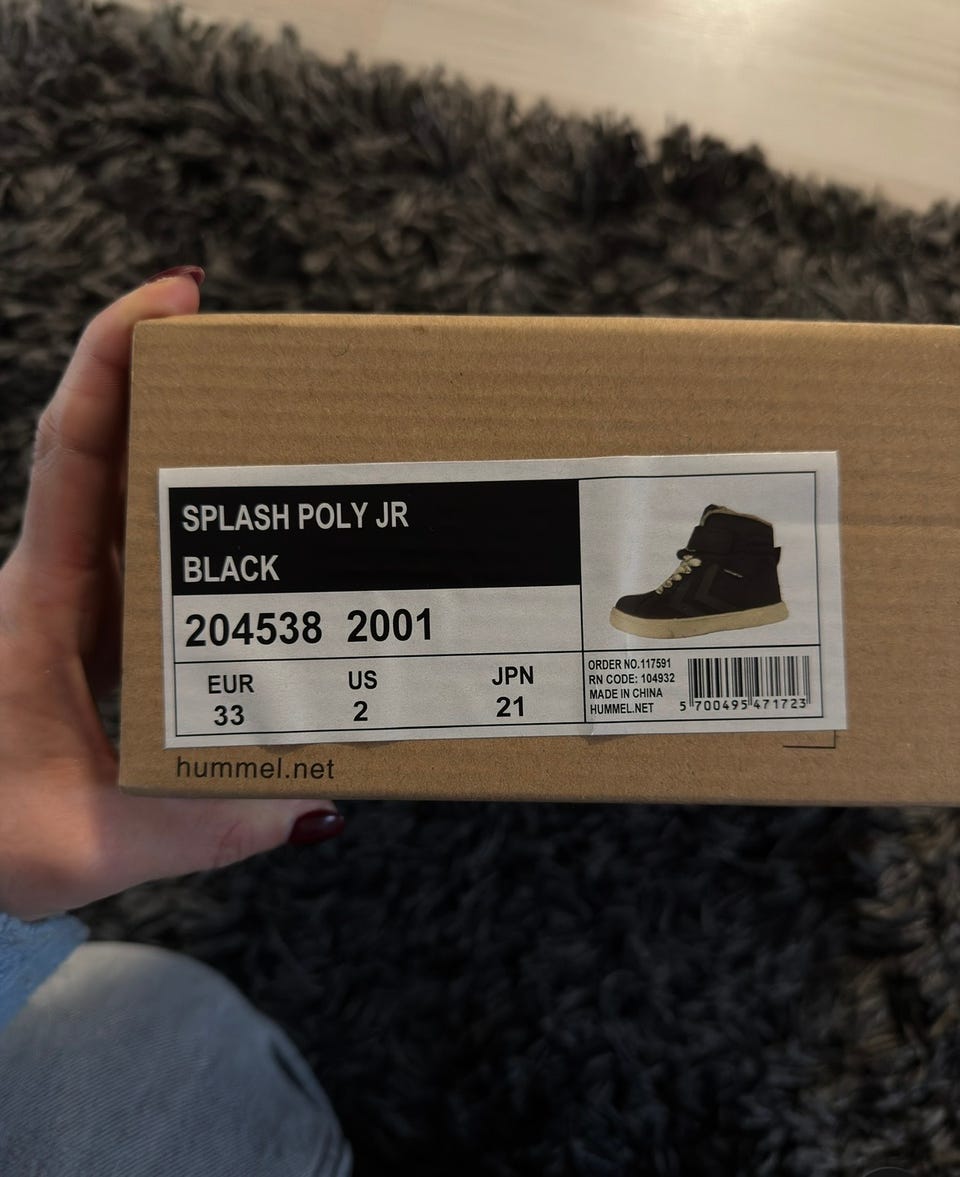 SPLASH POLY JR
BLACK
204538 2001
EUR US JPN
33 2 21
ORDER NO.117591
RN CODE: 104932
MADE IN CHINA
HUMMEL.NET
5 700495 471723
hummel.net